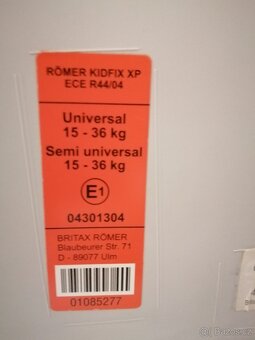 RÖMER KIDFIX XP
ECE R44/04
Universal
15 - 36 kg
Semi universal
15 - 36 kg
E1
04301304
BRITAX RÖMER
Blaubeurer Str. 71
D - 89077 Ulm
01085277